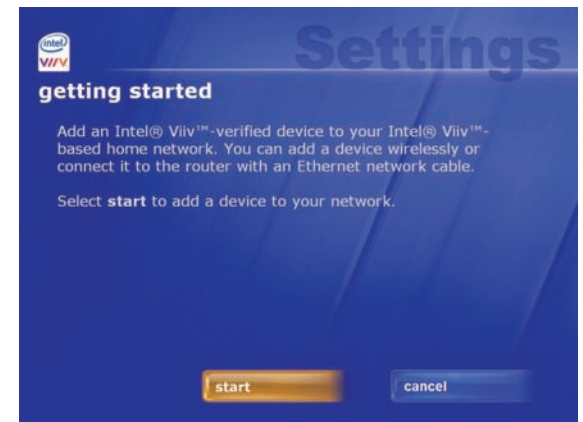 intel
VIIV
Settings
getting started
Add an Intel® Viiv™-verified device to your Intel® Viiv™-
based home network. You can add a device wirelessly or
connect it to the router with an Ethernet network cable.
Select start to add a device to your network.
start
cancel